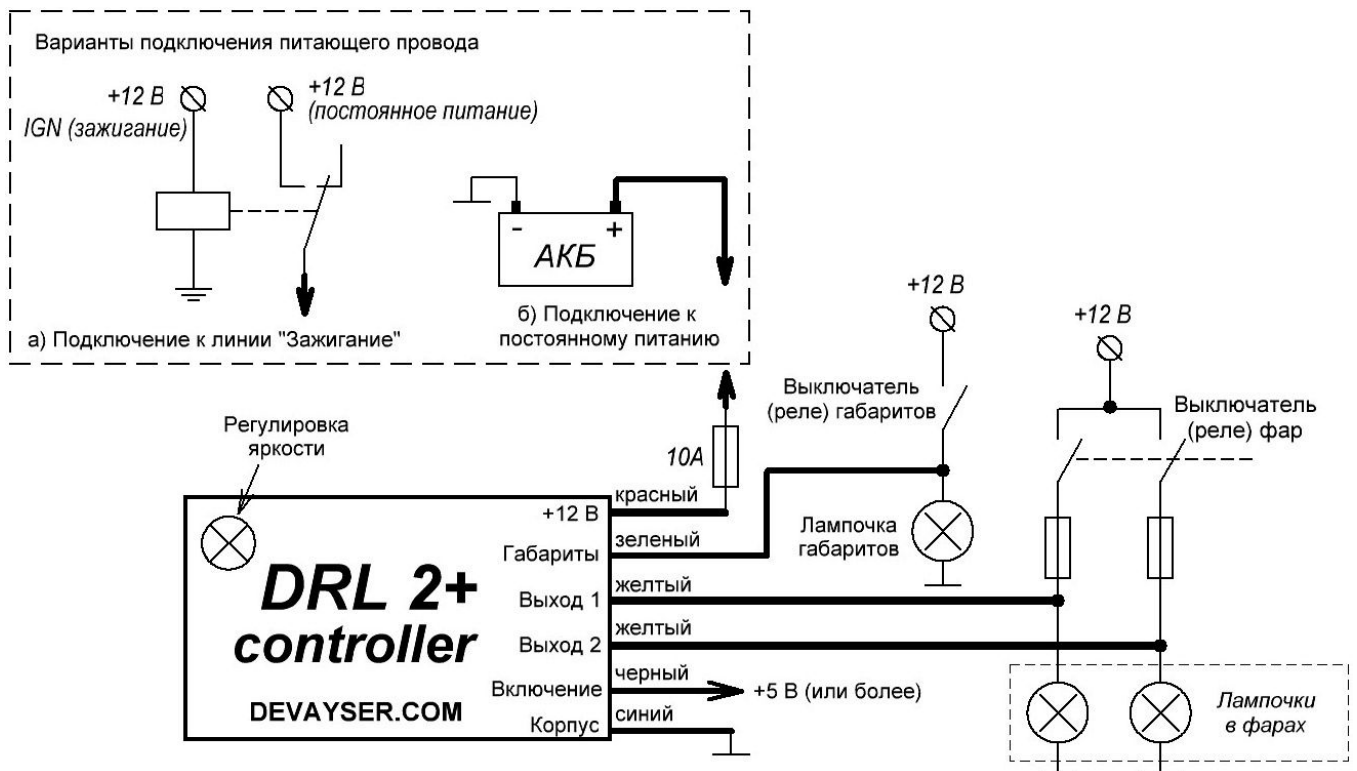 Варианты подключения питающего провода
+12 В
IGN (зажигание)
+12 В
(постоянное питание)
- +
АКБ
а) Подключение к линии "Зажигание"
б) Подключение к
постоянному питанию
+12 В
+12 В
Выключатель
(реле) габаритов
Выключатель
(реле) фар
Регулировка
яркости
10А
красный
+12 В
зеленый
Габариты
Лампочка
габаритов
DRL 2+
controller
желтый
Выход 1
желтый
Выход 2
черный
Включение
+5 В (или более)
DEVAYSER.COM
синий
Корпус
Лампочки
в фарах